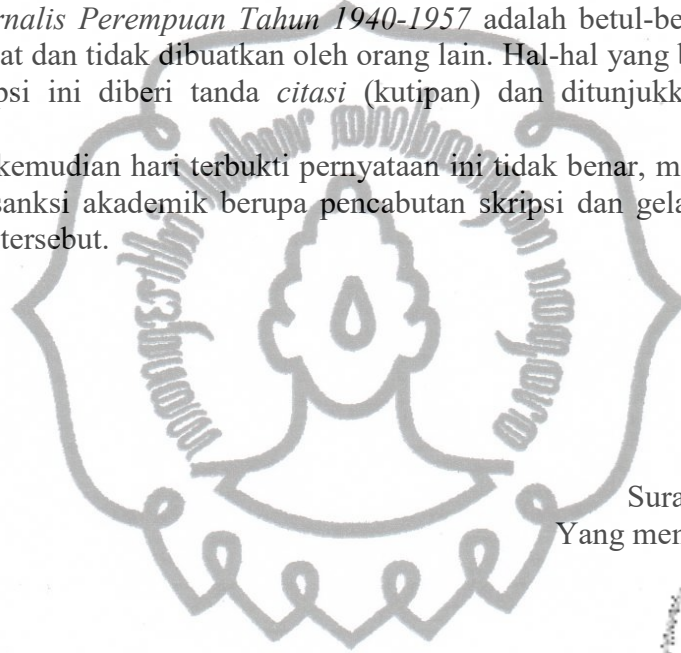 rnalis Perempuan Tahun 1940-1957 adalah betul-be
at dan tidak dibuatkan oleh orang lain. Hal-hal yang b
psi ini diberi tanda citasi (kutipan) dan ditunjukk
kemudian hari terbukti pernyataan ini tidak benar, m
sanksi akademik berupa pencabutan skripsi dan gela
tersebut.
Sura
Yang men